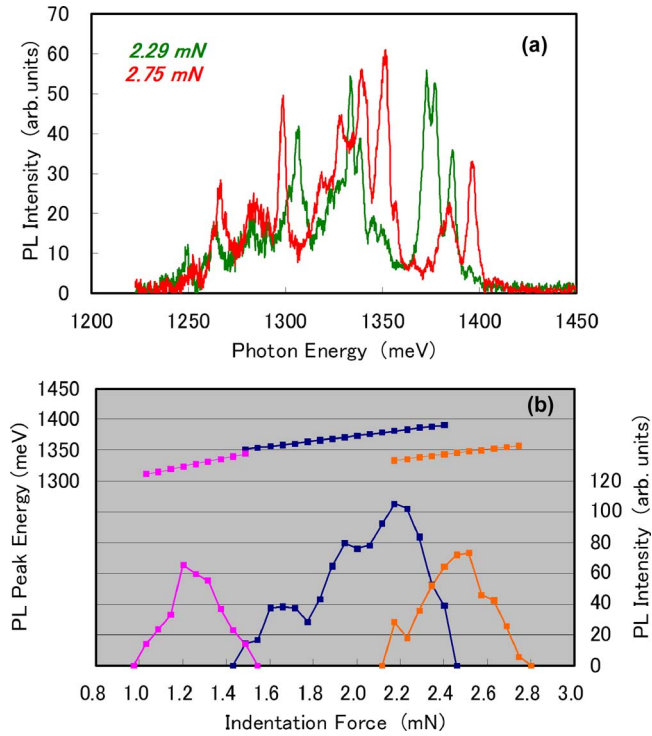 (a)
2.29 mN
2.75 mN
PL Intensity (arb. units)
70
60
50
40
30
20
10
0
1200 1250 1300 1350 1400 1450
Photon Energy (meV)
(b)
PL Peak Energy (meV)
1450
1400
1350
1300
PL Intensity (arb. units)
120
100
80
60
40
20
0
0.8 1.0 1.2 1.4 1.6 1.8 2.0 2.2 2.4 2.6 2.8 3.0
Indentation Force (mN)